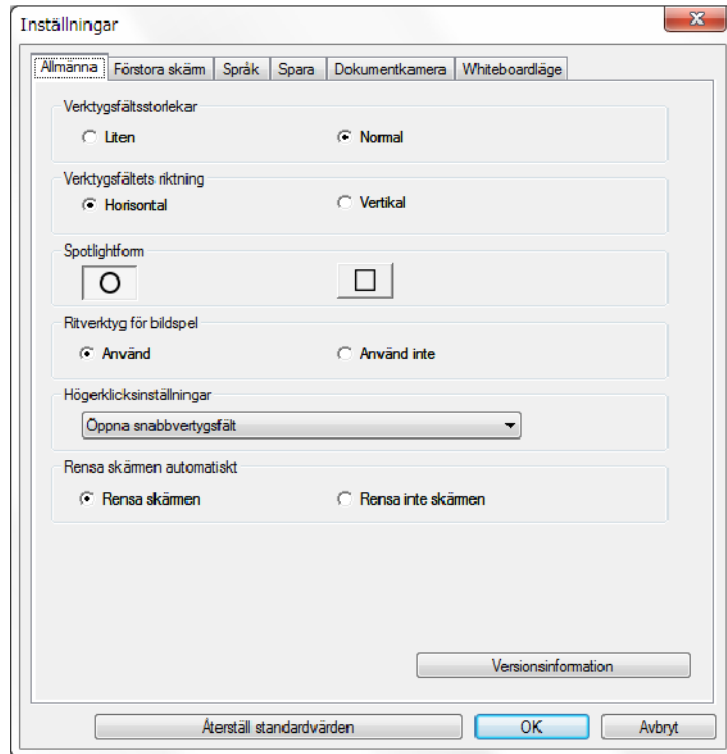 Inställningar
Allmänna Förstora skärm Språk Spara Dokumentkamera Whiteboardläge
Verktygsfältsstorlekar
Liten Normal
Verktygsfältets riktning
Horisontal Vertikal
Spotlightform
Ritverktyg för bildspel
Använd Använd inte
Högerklicksinställningar
Öppna snabbvertygsfält
Rensa skärmen automatiskt
Rensa skärmen Rensa inte skärmen
Versionsinformation
Återställ standardvärden OK Avbryt